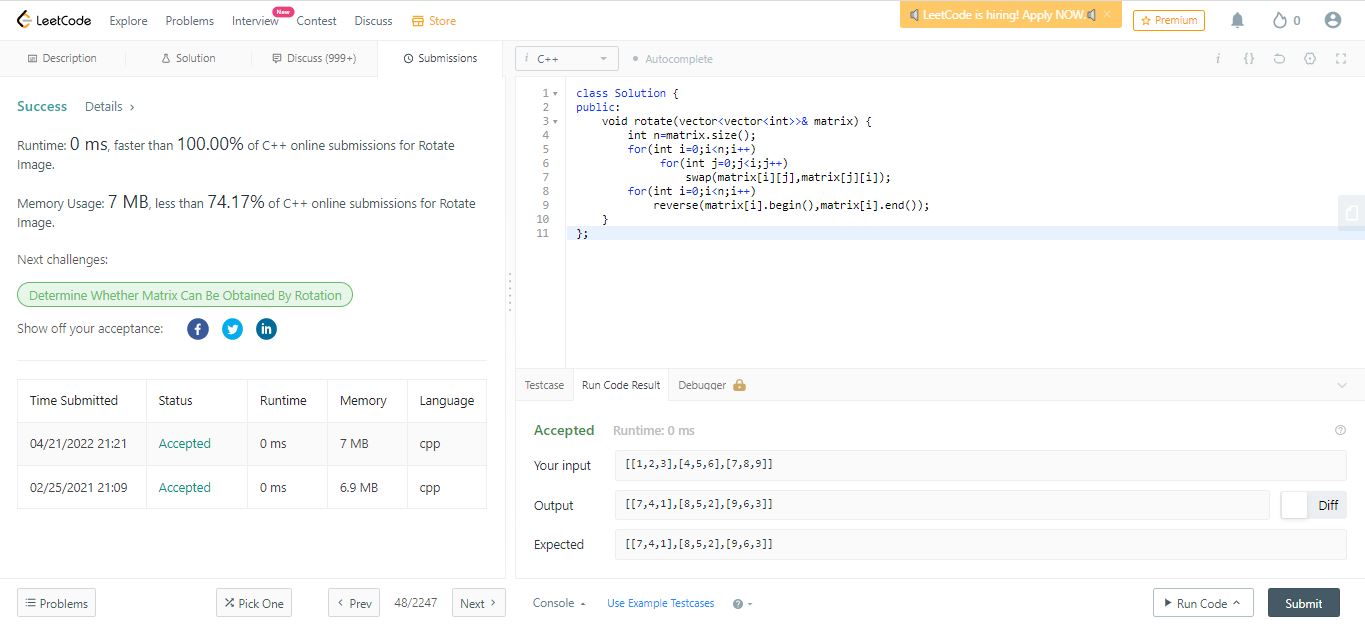 LeetCode Explore Problems Interview New Contest Discuss Store LeetCode is hiring! Apply NOW. × Premium 0
Description Solution Discuss (999+) Submissions
Success Details ›
Runtime: 0 ms, faster than 100.00% of C++ online submissions for Rotate
Image.
Memory Usage: 7 MB, less than 74.17% of C++ online submissions for Rotate
Image.
Next challenges:
Determine Whether Matrix Can Be Obtained By Rotation
Show off your acceptance:
Time Submitted Status Runtime Memory Language
04/21/2022 21:21 Accepted 0 ms 7 MB cpp
02/25/2021 21:09 Accepted 0 ms 6.9 MB cpp
Problems Pick One ‹ Prev 48/2247 Next ›
i C++ Autocomplete i {}
1 class Solution {
2 public:
3 void rotate(vector<vector<int>>& matrix) {
4 int n=matrix.size();
5 for(int i=0;i<n;i++)
6 for(int j=0;j<i;j++)
7 swap(matrix[i][j],matrix[j][i]);
8 for(int i=0;i<n;i++)
9 reverse(matrix[i].begin(),matrix[i].end());
10 }
11 };
Testcase Run Code Result Debugger
Accepted Runtime: 0 ms
Your input [[1,2,3],[4,5,6],[7,8,9]]
Output [[7,4,1],[8,5,2],[9,6,3]] Diff
Expected [[7,4,1],[8,5,2],[9,6,3]]
Console Use Example Testcases Run Code Submit